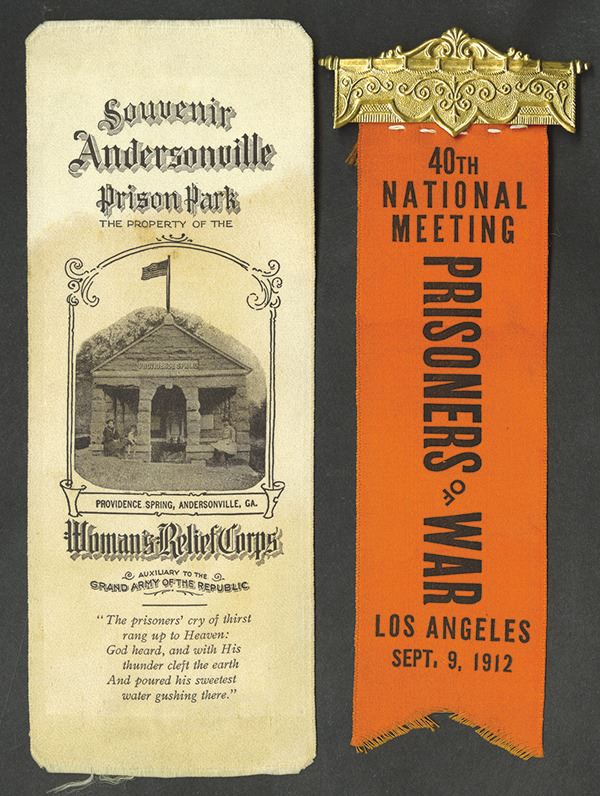 Souvenir
Andersonville
Prison Park
THE PROPERTY OF THE
PROVIDENCE SPRING
PROVIDENCE SPRING, ANDERSONVILLE, GA.
Woman's Relief Corps
AUXILIARY TO THE
GRAND ARMY OF THE REPUBLIC
"The prisoners' cry of thirst
rang up to Heaven:
God heard, and with His
thunder cleft the earth
And poured his sweetest
water gushing there."
40TH
NATIONAL
MEETING
PRISONERS OF WAR
LOS ANGELES
SEPT. 9, 1912